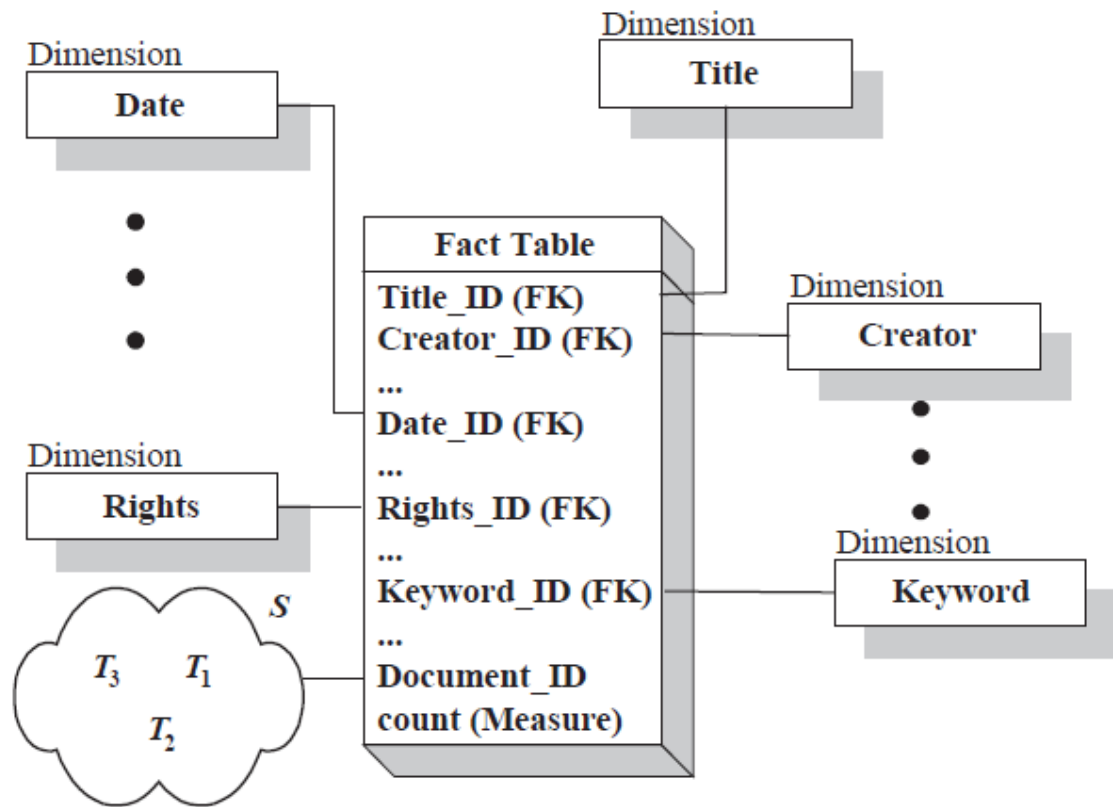 Dimension
Date
Dimension
Title
Fact Table
Title_ID (FK)
Creator_ID (FK)
...
Date_ID (FK)
...
Rights_ID (FK)
...
Keyword_ID (FK)
...
Document_ID
count (Measure)
Dimension
Creator
Dimension
Rights
Dimension
Keyword
S
T3 T1
T2